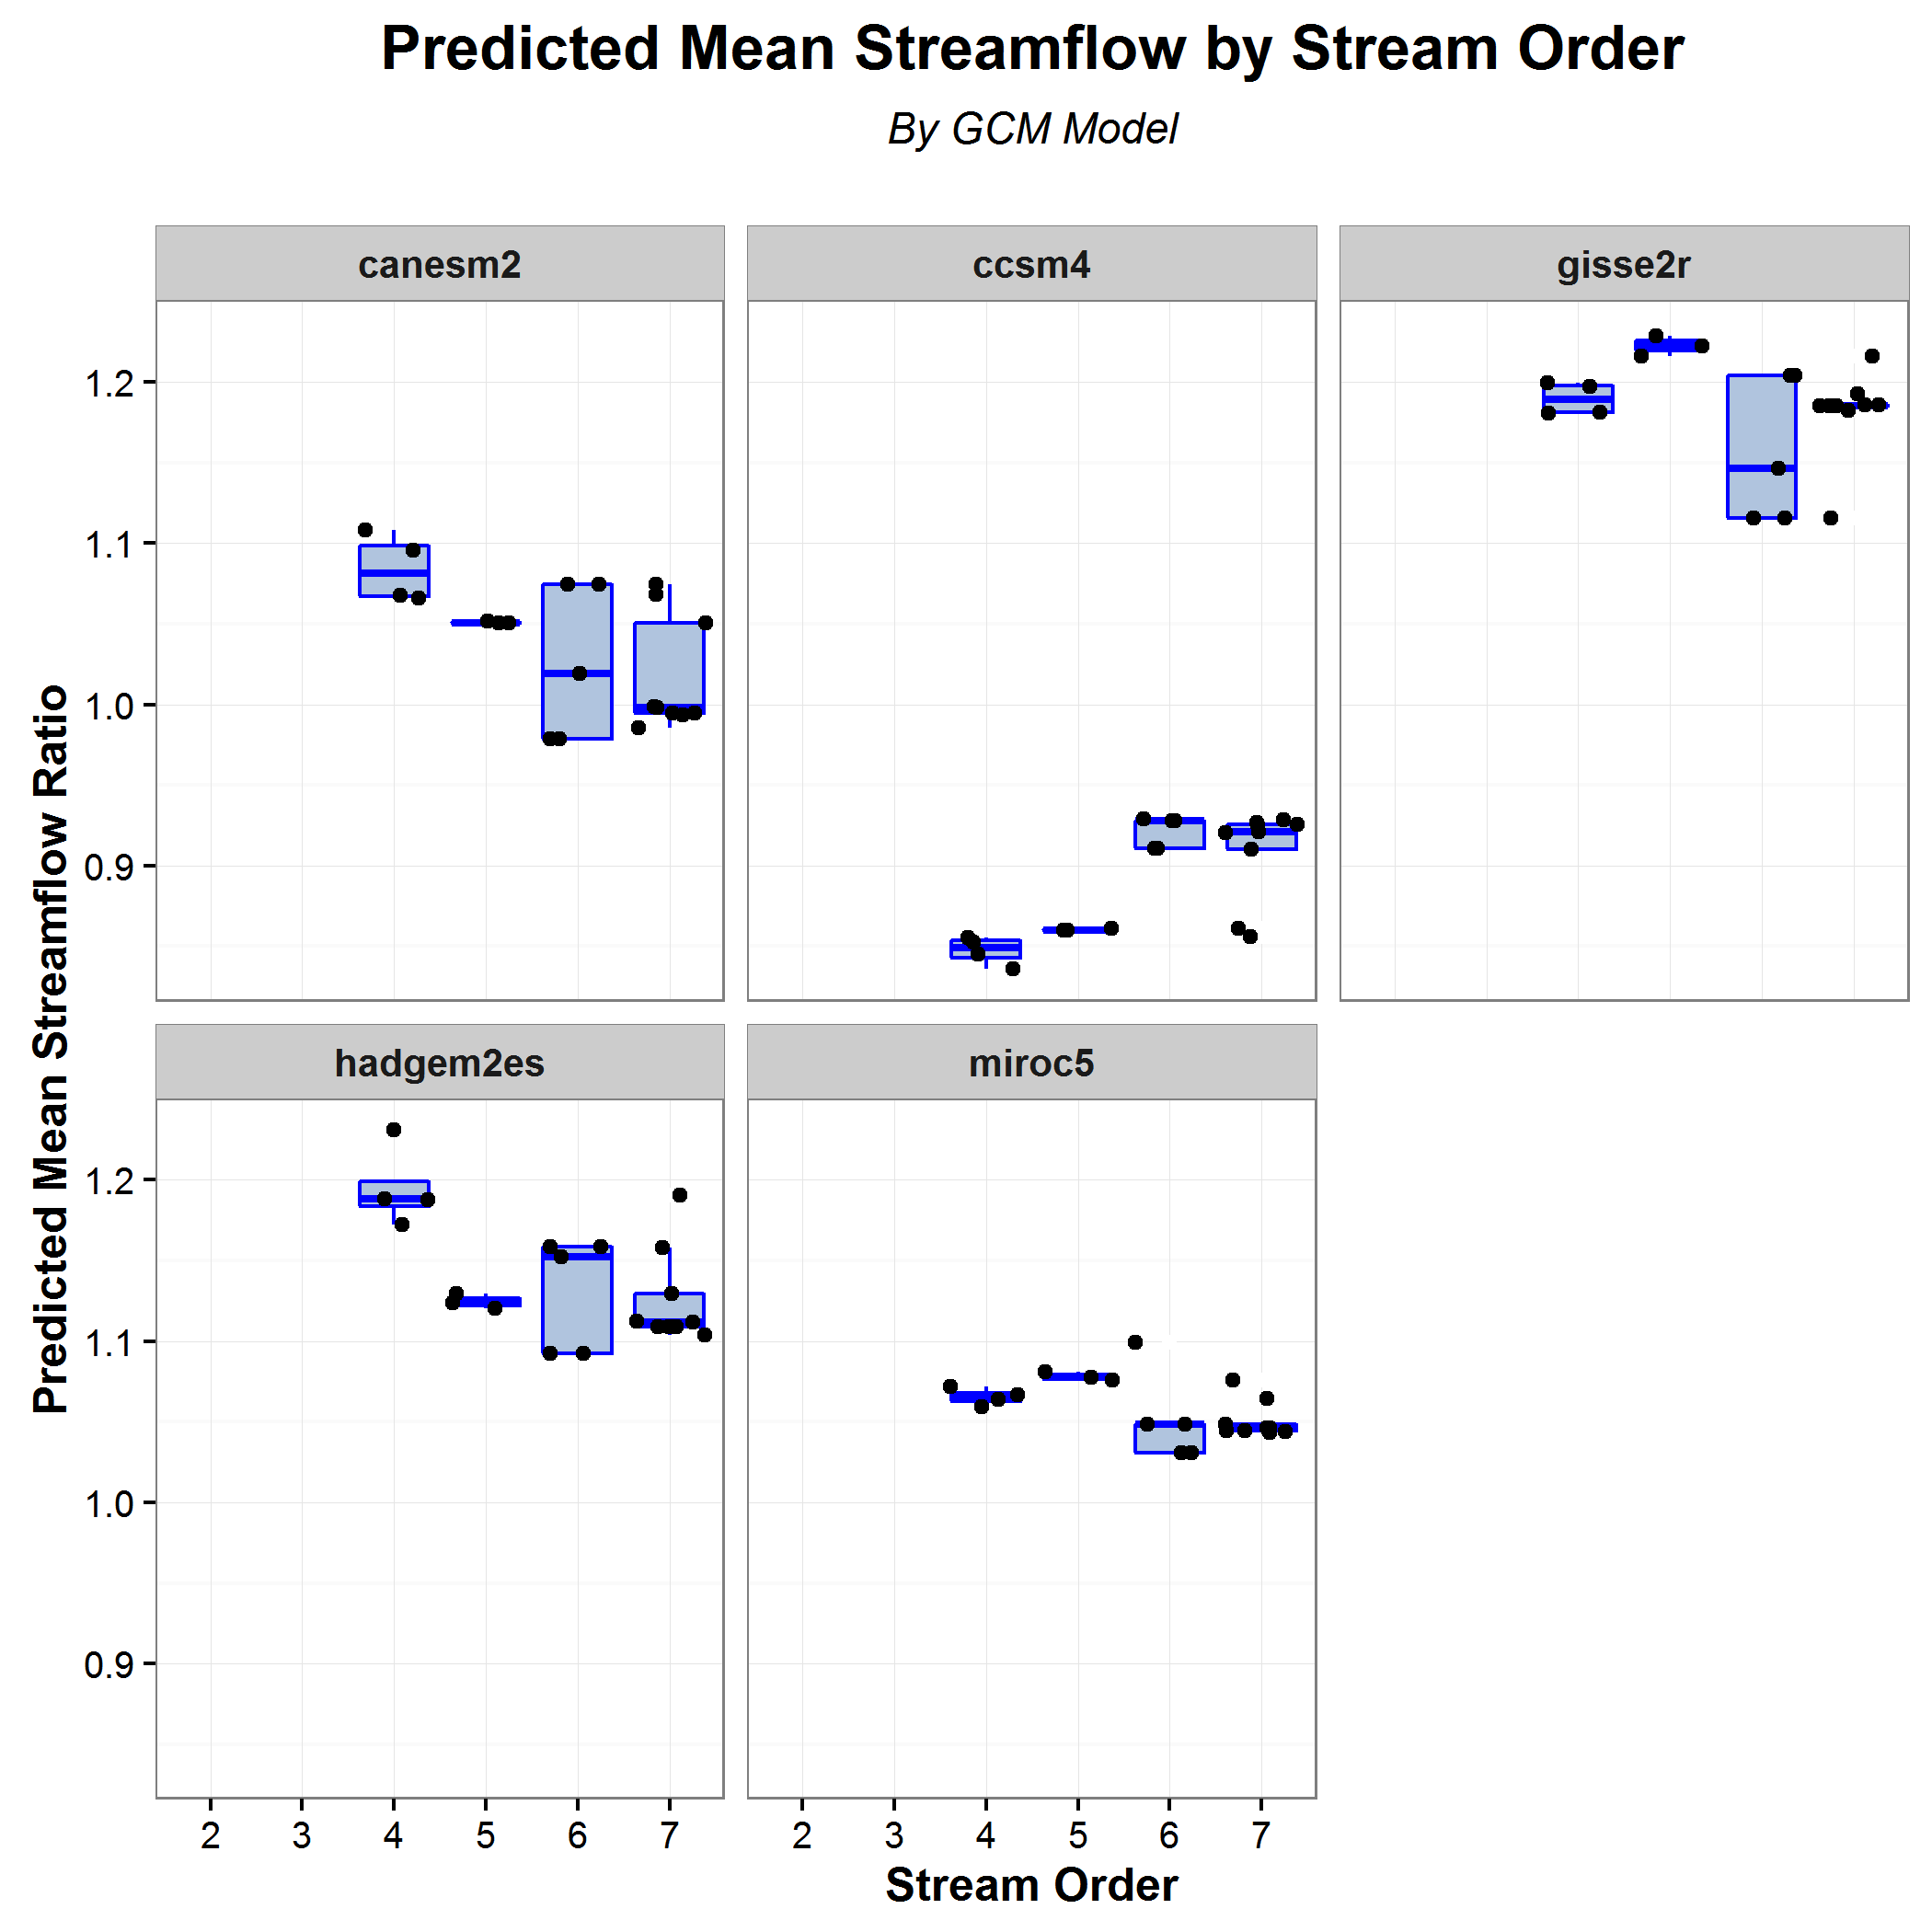 Predicted Mean Streamflow by Stream Order
By GCM Model
canesm2
ccsm4
gisse2r
1.2
1.1
1.0
0.9
Predicted Mean Streamflow Ratio
hadgem2es
miroc5
1.2
1.1
1.0
0.9
2 3 4 5 6 7
2 3 4 5 6 7
Stream Order